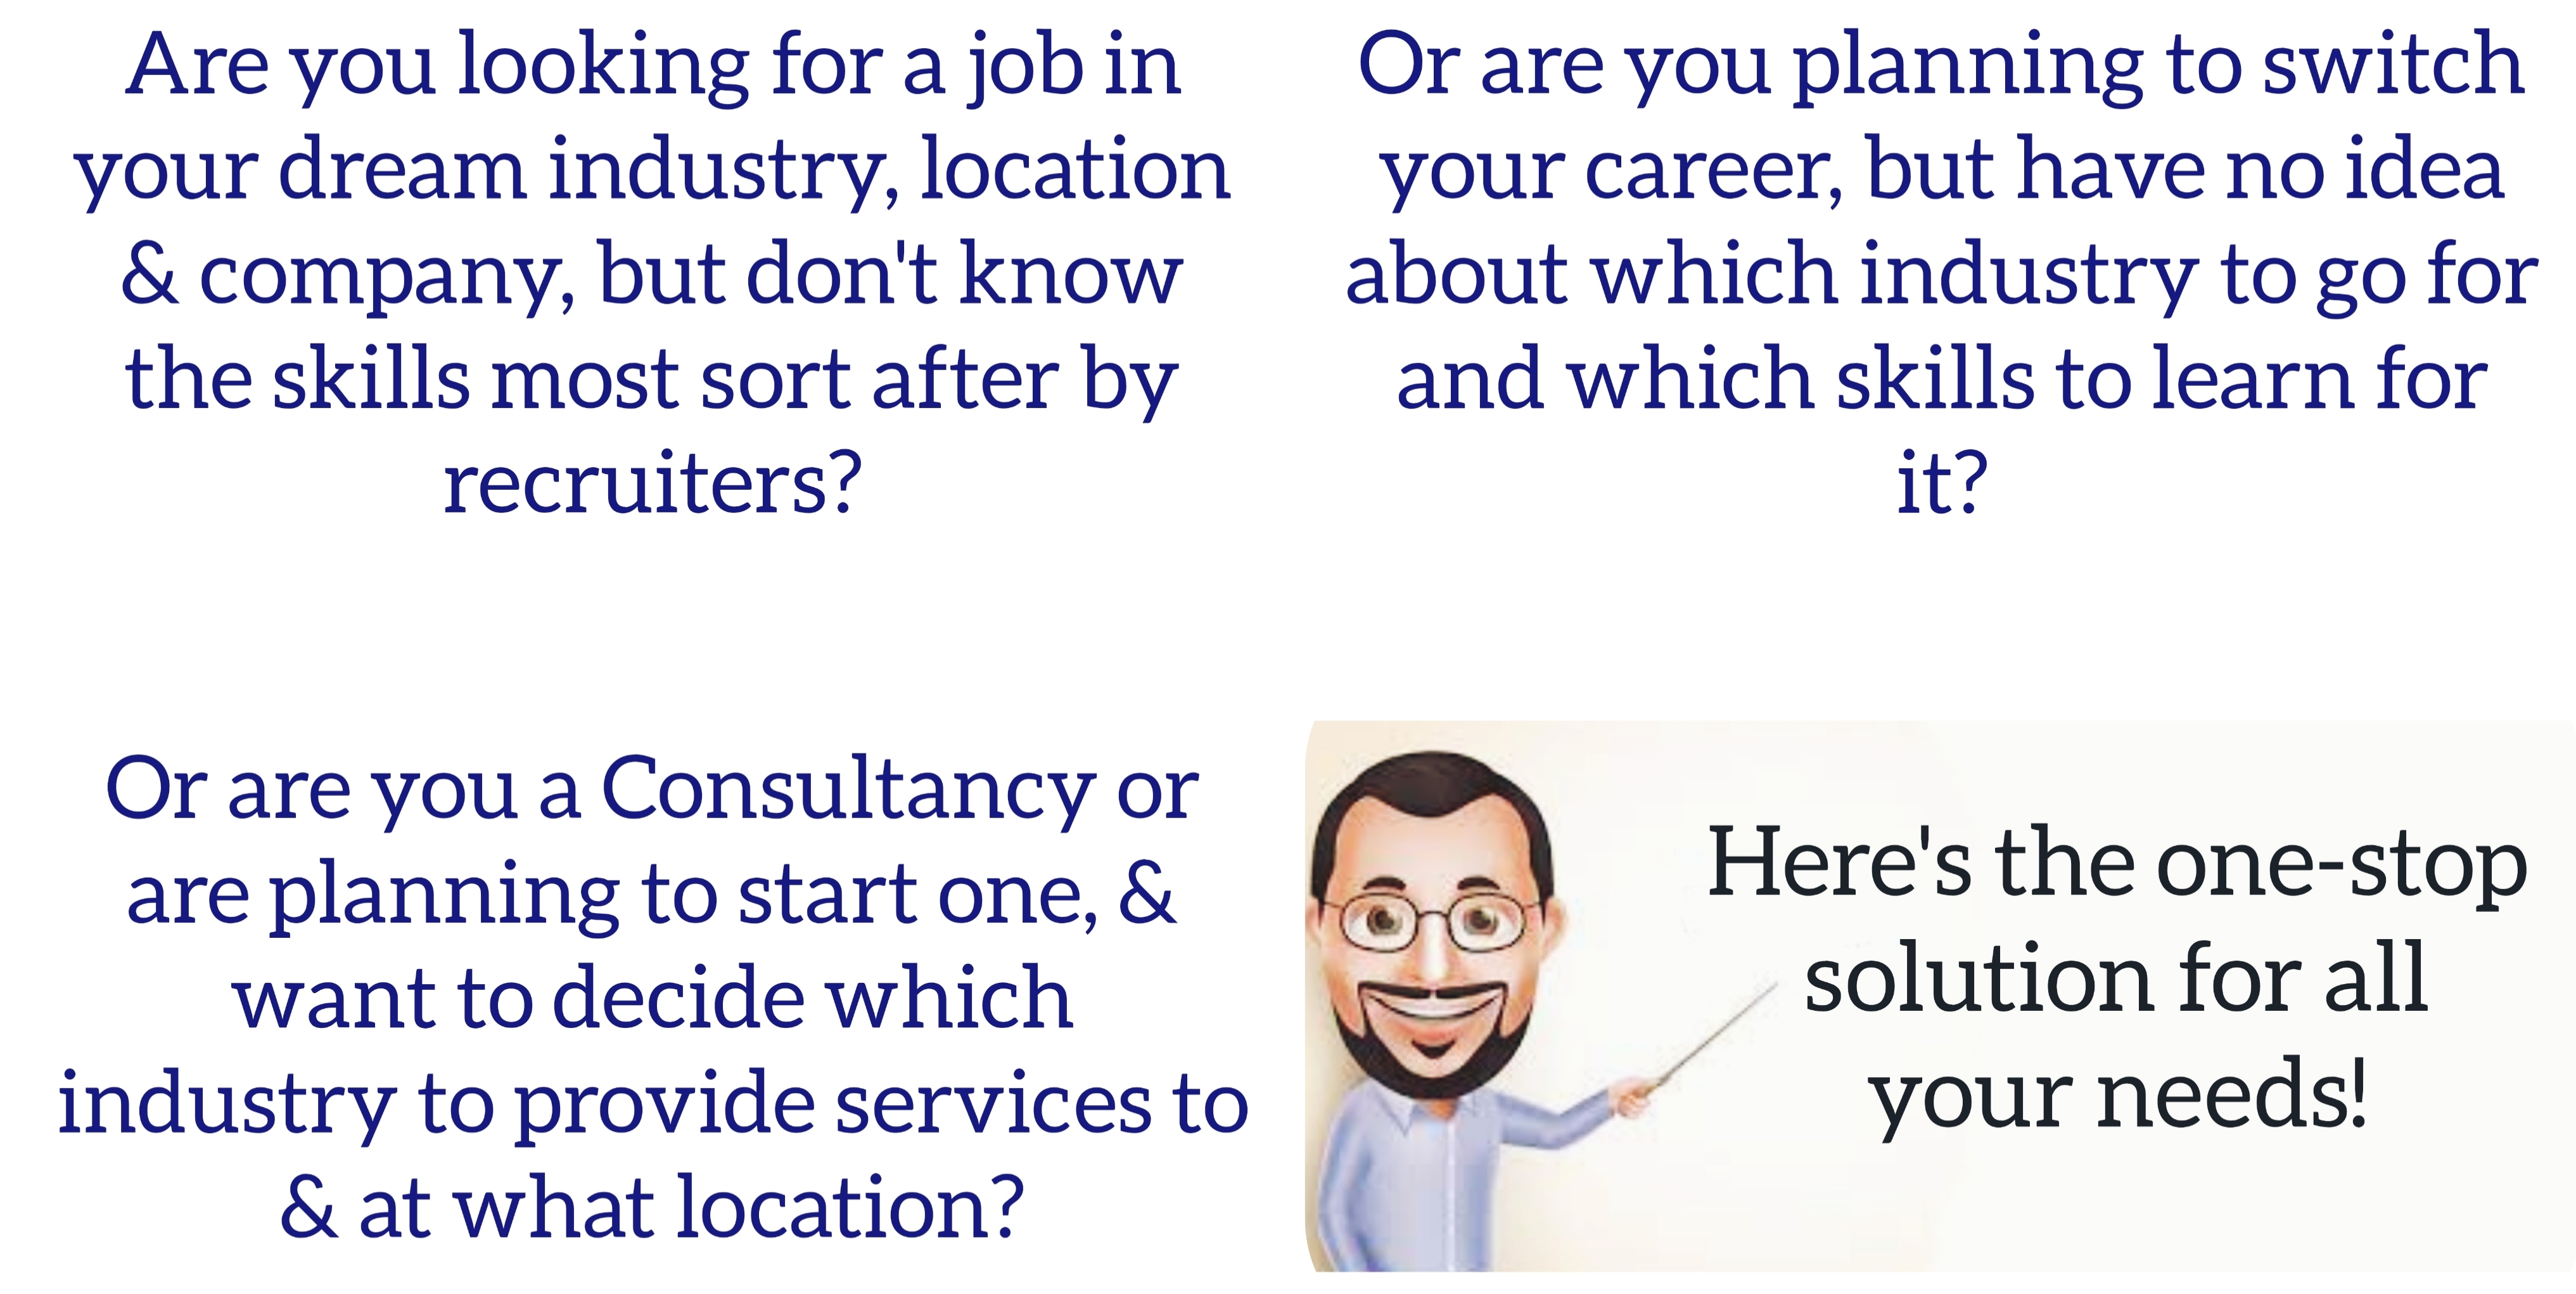 Are you looking for a job in
your dream industry, location
& company, but don't know
the skills most sort after by
recruiters?
Or are you planning to switch
your career, but have no idea
about which industry to go for
and which skills to learn for
it?
Or are you a Consultancy or
are planning to start one, &
want to decide which
industry to provide services to
& at what location?
Here's the one-stop
solution for all
your needs!